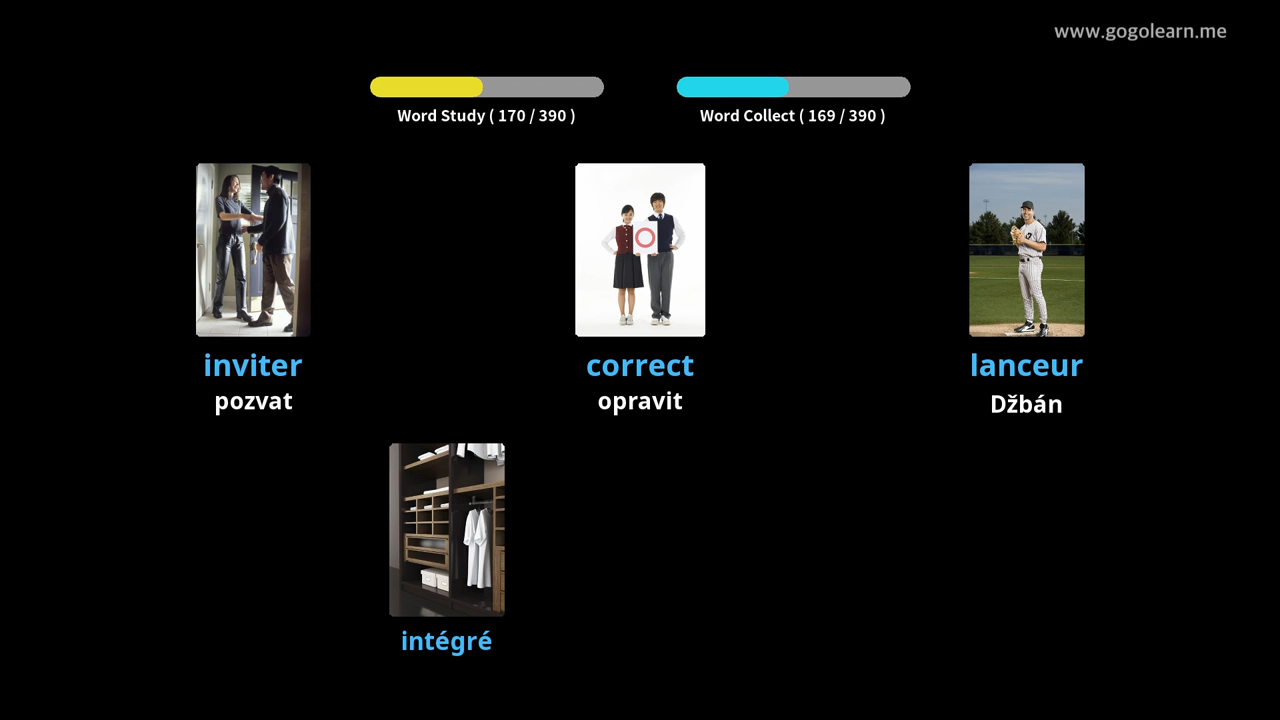 www.gogolearn.me
Word Study ( 170 / 390 )
Word Collect ( 169 / 390 )
inviter
pozvat
correct
opravit
lanceur
Džbán
intégré